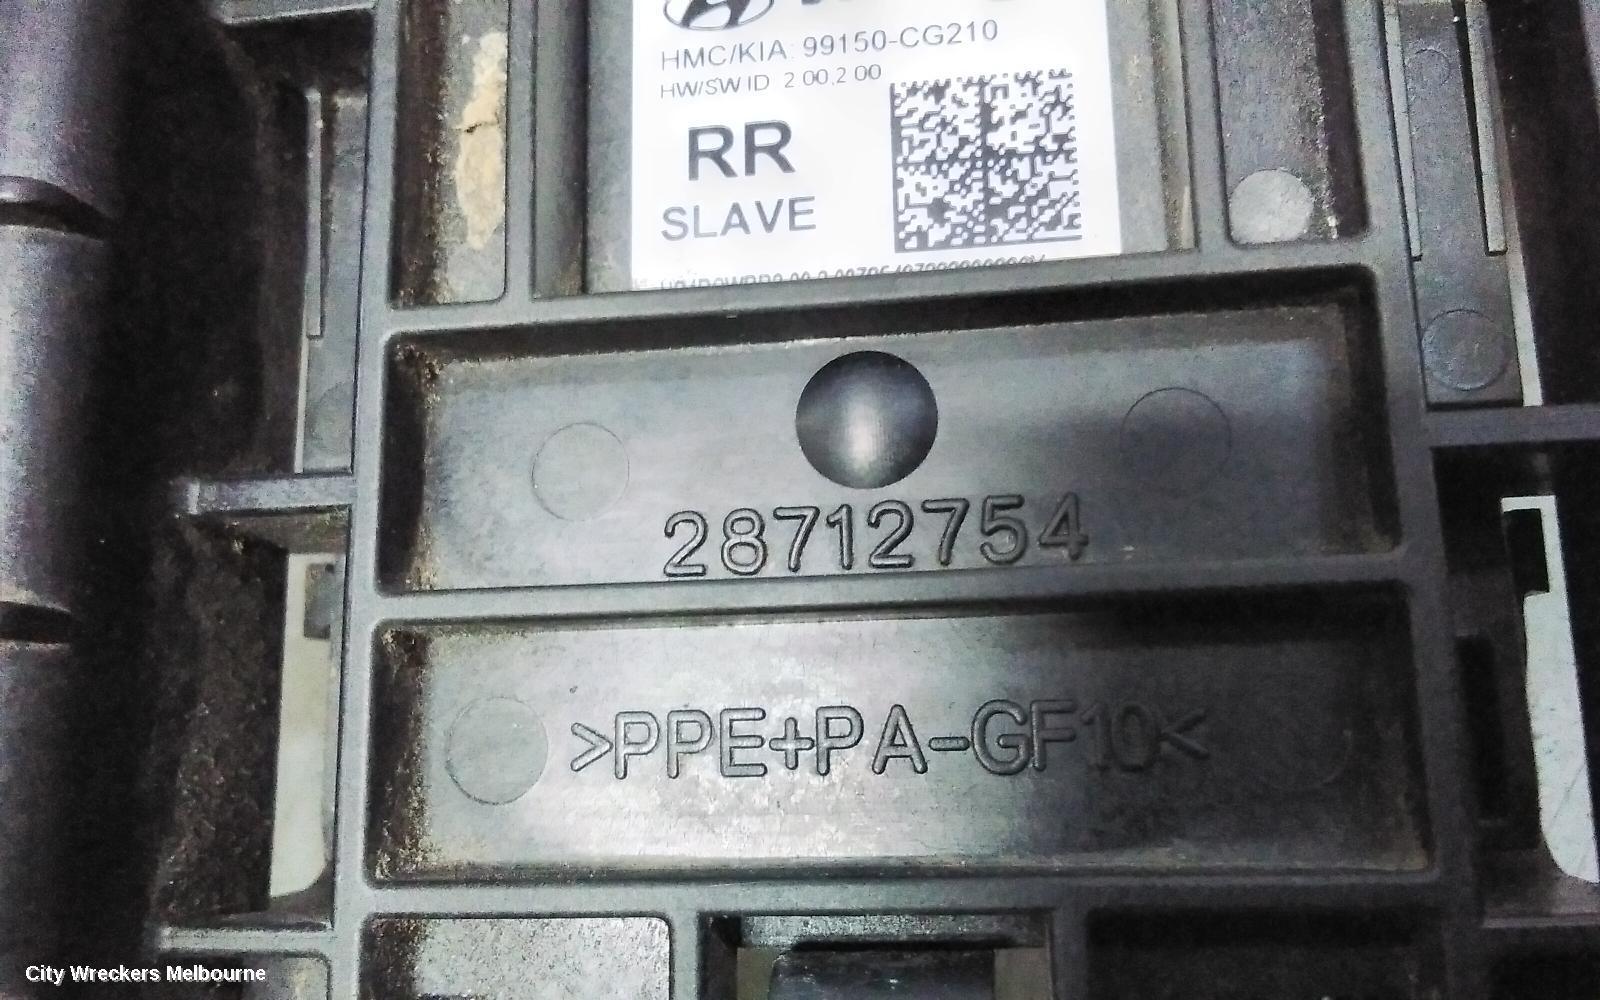 HMC/KIA: 99150-CG210
HW/SW ID 2.00,2.00
RR
SLAVE
28712754
>PPE+PA-GF10<
City Wreckers Melbourne